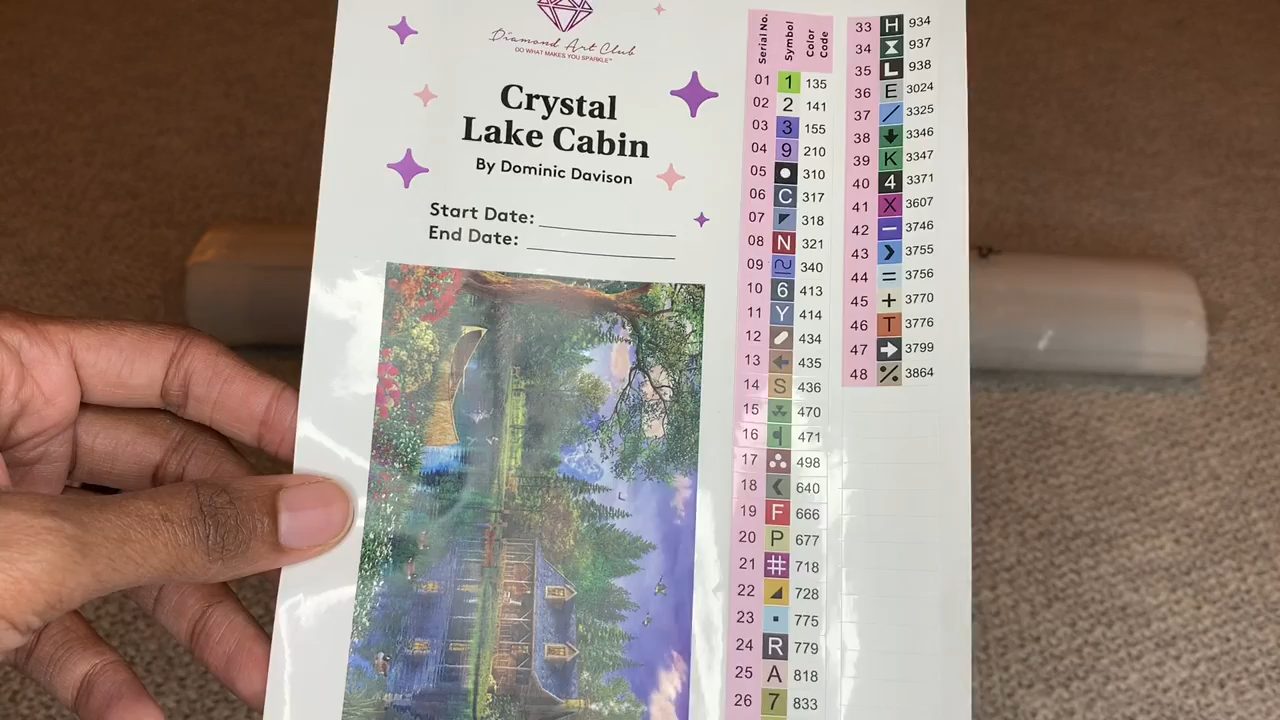 Diamond Art Club
DO WHAT MAKES YOU SPARKLE™
Crystal
Lake Cabin
By Dominic Davison
Start Date:
End Date:
Serial No. Symbol Color Code
01 1 135
02 2 141
03 3 155
04 9 210
05 310
06 C 317
07 318
08 N 321
09 340
10 6 413
11 Y 414
12 434
13 435
14 S 436
15 470
16 471
17 498
18 640
19 F 666
20 P 677
21 # 718
22 728
23 775
24 R 779
25 A 818
26 7 833
33 H 934
34 937
35 L 938
36 E 3024
37 / 3325
38 3346
39 K 3347
40 4 3371
41 X 3607
42 − 3746
43 3755
44 = 3756
45 + 3770
46 T 3776
47 3799
48 % 3864